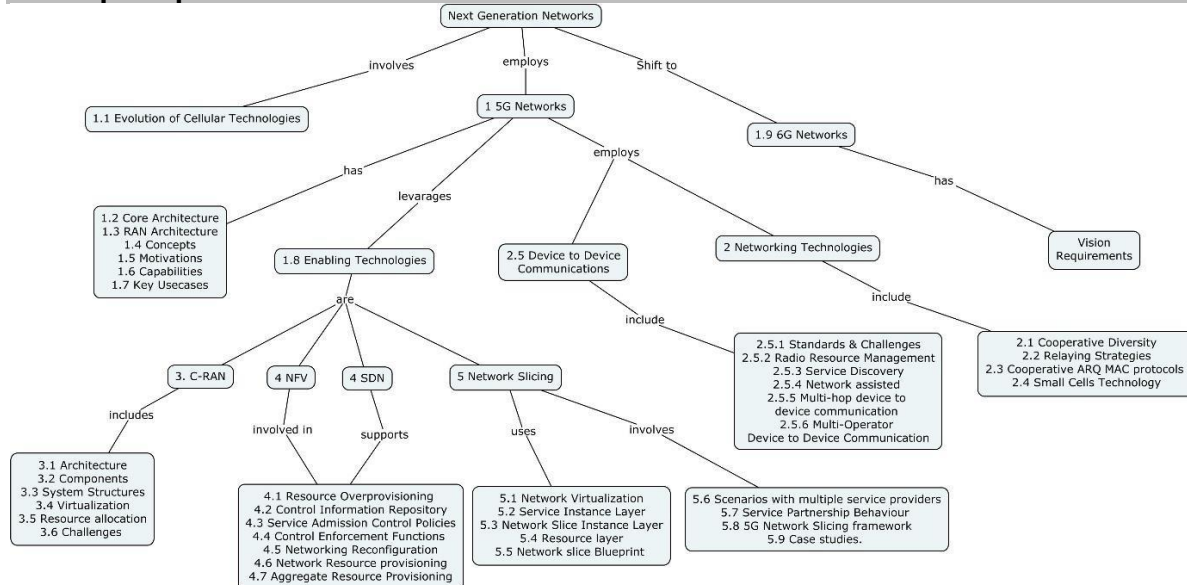 Next Generation Networks
involves
employs
Shift to
1.1 Evolution of Cellular Technologies
1 5G Networks
1.9 6G Networks
has
levarages
employs
has
1.2 Core Architecture
1.3 RAN Architecture
1.4 Concepts
1.5 Motivations
1.6 Capabilities
1.7 Key Usecases
1.8 Enabling Technologies
2.5 Device to Device
Communications
2 Networking Technologies
Vision
Requirements
are
include
include
3. C-RAN
4 NFV
4 SDN
5 Network Slicing
2.5.1 Standards & Challenges
2.5.2 Radio Resource Management
2.5.3 Service Discovery
2.5.4 Network assisted
2.5.5 Multi-hop device to
device communication
2.5.6 Multi-Operator
Device to Device Communication
2.1 Cooperative Diversity
2.2 Relaying Strategies
2.3 Cooperative ARQ MAC protocols
2.4 Small Cells Technology
includes
involved in
supports
uses
involves
3.1 Architecture
3.2 Components
3.3 System Structures
3.4 Virtualization
3.5 Resource allocation
3.6 Challenges
4.1 Resource Overprovisioning
4.2 Control Information Repository
4.3 Service Admission Control Policies
4.4 Control Enforcement Functions
4.5 Networking Reconfiguration
4.6 Network Resource provisioning
4.7 Aggregate Resource Provisioning
5.1 Network Virtualization
5.2 Service Instance Layer
5.3 Network Slice Instance Layer
5.4 Resource layer
5.5 Network slice Blueprint
5.6 Scenarios with multiple service providers
5.7 Service Partnership Behaviour
5.8 5G Network Slicing framework
5.9 Case studies.